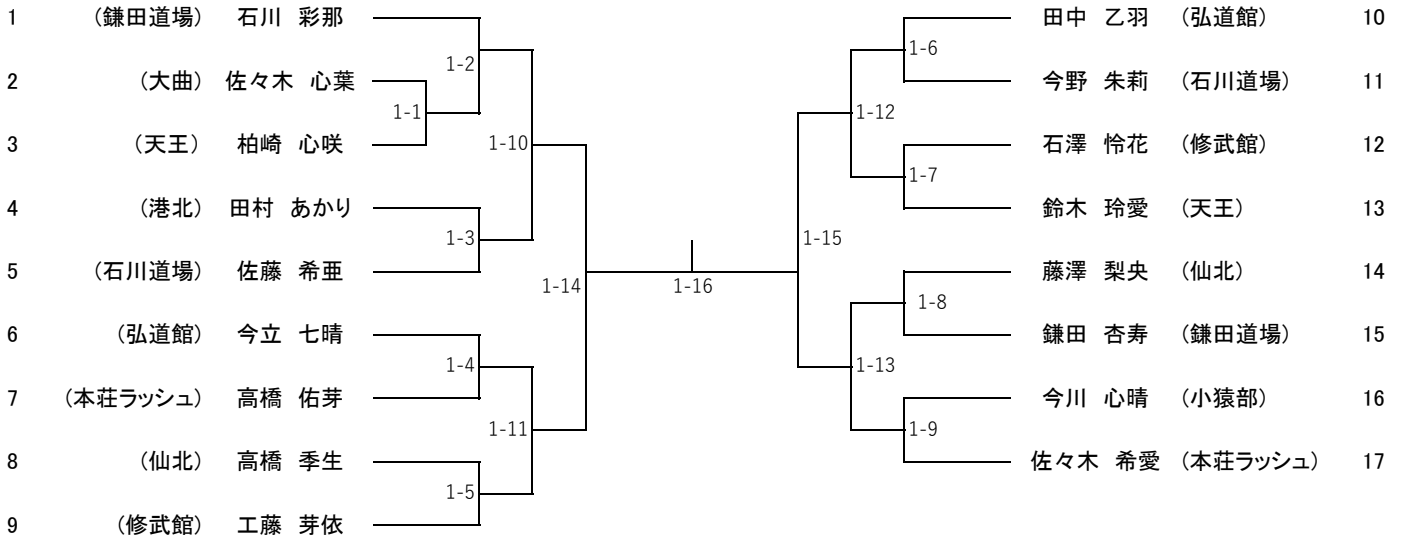 1 （鎌田道場） 石川 彩那
2 （大曲） 佐々木 心葉
3 （天王） 柏崎 心咲
4 （港北） 田村 あかり
5 （石川道場） 佐藤 希亜
6 （弘道館） 今立 七晴
7 （本荘ラッシュ） 高橋 佑芽
8 （仙北） 高橋 季生
9 （修武館） 工藤 芽依
1-2
1-1
1-10
1-3
1-14
1-4
1-11
1-5
1-16
1-6
1-12
1-7
1-15
1-8
1-13
1-9
田中 乙羽 （弘道館） 10
今野 朱莉 （石川道場） 11
石澤 怜花 （修武館） 12
鈴木 玲愛 （天王） 13
藤澤 梨央 （仙北） 14
鎌田 杏寿 （鎌田道場） 15
今川 心晴 （小猿部） 16
佐々木 希愛 （本荘ラッシュ） 17